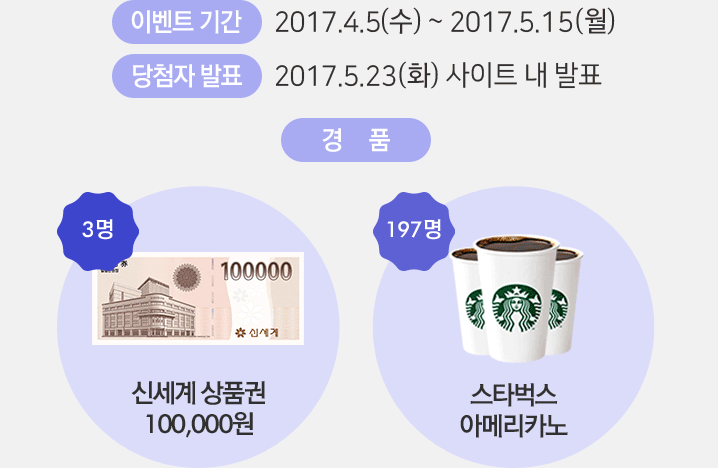 이벤트 기간 2017.4.5(수) ~ 2017.5.15(월)
당첨자 발표 2017.5.23(화) 사이트 내 발표
경 품
3명
197명
100000
신세계
신세계 상품권
100,000원
스타벅스
아메리카노